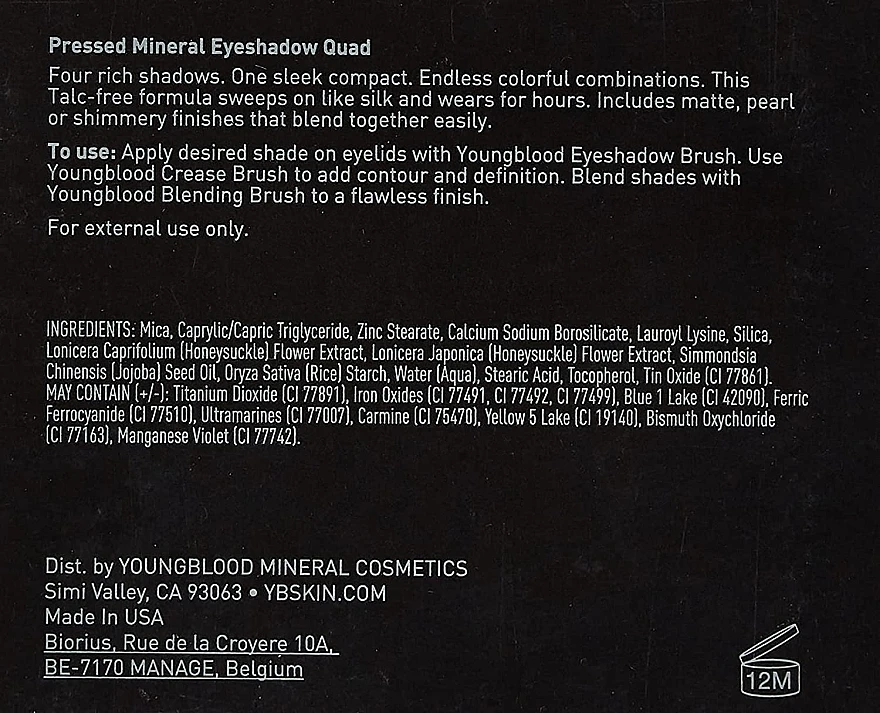 Pressed Mineral Eyeshadow Quad
Four rich shadows. One sleek compact. Endless colorful combinations. This
Talc-free formula sweeps on like silk and wears for hours. Includes matte, pearl
or shimmery finishes that blend together easily.
To use: Apply desired shade on eyelids with Youngblood Eyeshadow Brush. Use
Youngblood Crease Brush to add contour and definition. Blend shades with
Youngblood Blending Brush to a flawless finish.
For external use only.
INGREDIENTS: Mica, Caprylic/Capric Triglyceride, Zinc Stearate, Calcium Sodium Borosilicate, Lauroyl Lysine, Silica,
Lonicera Caprifolium (Honeysuckle) Flower Extract, Lonicera Japonica (Honeysuckle) Flower Extract, Simmondsia
Chinensis (Jojoba) Seed Oil, Oryza Sativa (Rice) Starch, Water (Aqua), Stearic Acid, Tocopherol, Tin Oxide (CI 77861).
MAY CONTAIN (+/-): Titanium Dioxide (CI 77891), Iron Oxides (CI 77491, CI 77492, CI 77499), Blue 1 Lake (CI 42090), Ferric
Ferrocyanide (CI 77510), Ultramarines (CI 77007), Carmine (CI 75470), Yellow 5 Lake (CI 19140), Bismuth Oxychloride
(CI 77163), Manganese Violet (CI 77742).
Dist. by YOUNGBLOOD MINERAL COSMETICS
Simi Valley, CA 93063 • YBSKIN.COM
Made In USA
Biorius, Rue de la Croyere 10A,
BE-7170 MANAGE, Belgium
12M